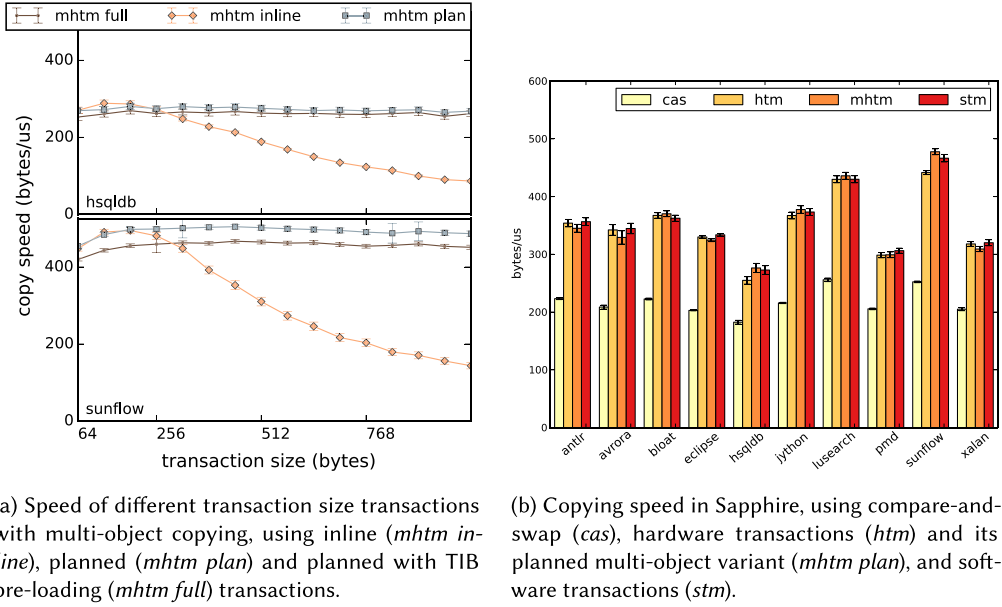 mhtm full mhtm inline mhtm plan
400
200
0
hsqldb
400
200
0
sunflow
copy speed (bytes/us)
64 256 512 768
transaction size (bytes)
600
500
400
300
200
100
0
bytes/us
cas htm mhtm stm
antlr avrora bloat eclipse hsqldb jython lusearch pmd sunflow xalan
a) Speed of different transaction size transactions
with multi-object copying, using inline (mhtm in-
line), planned (mhtm plan) and planned with TIB
pre-loading (mhtm full) transactions.
(b) Copying speed in Sapphire, using compare-and-
swap (cas), hardware transactions (htm) and its
planned multi-object variant (mhtm plan), and soft-
ware transactions (stm).